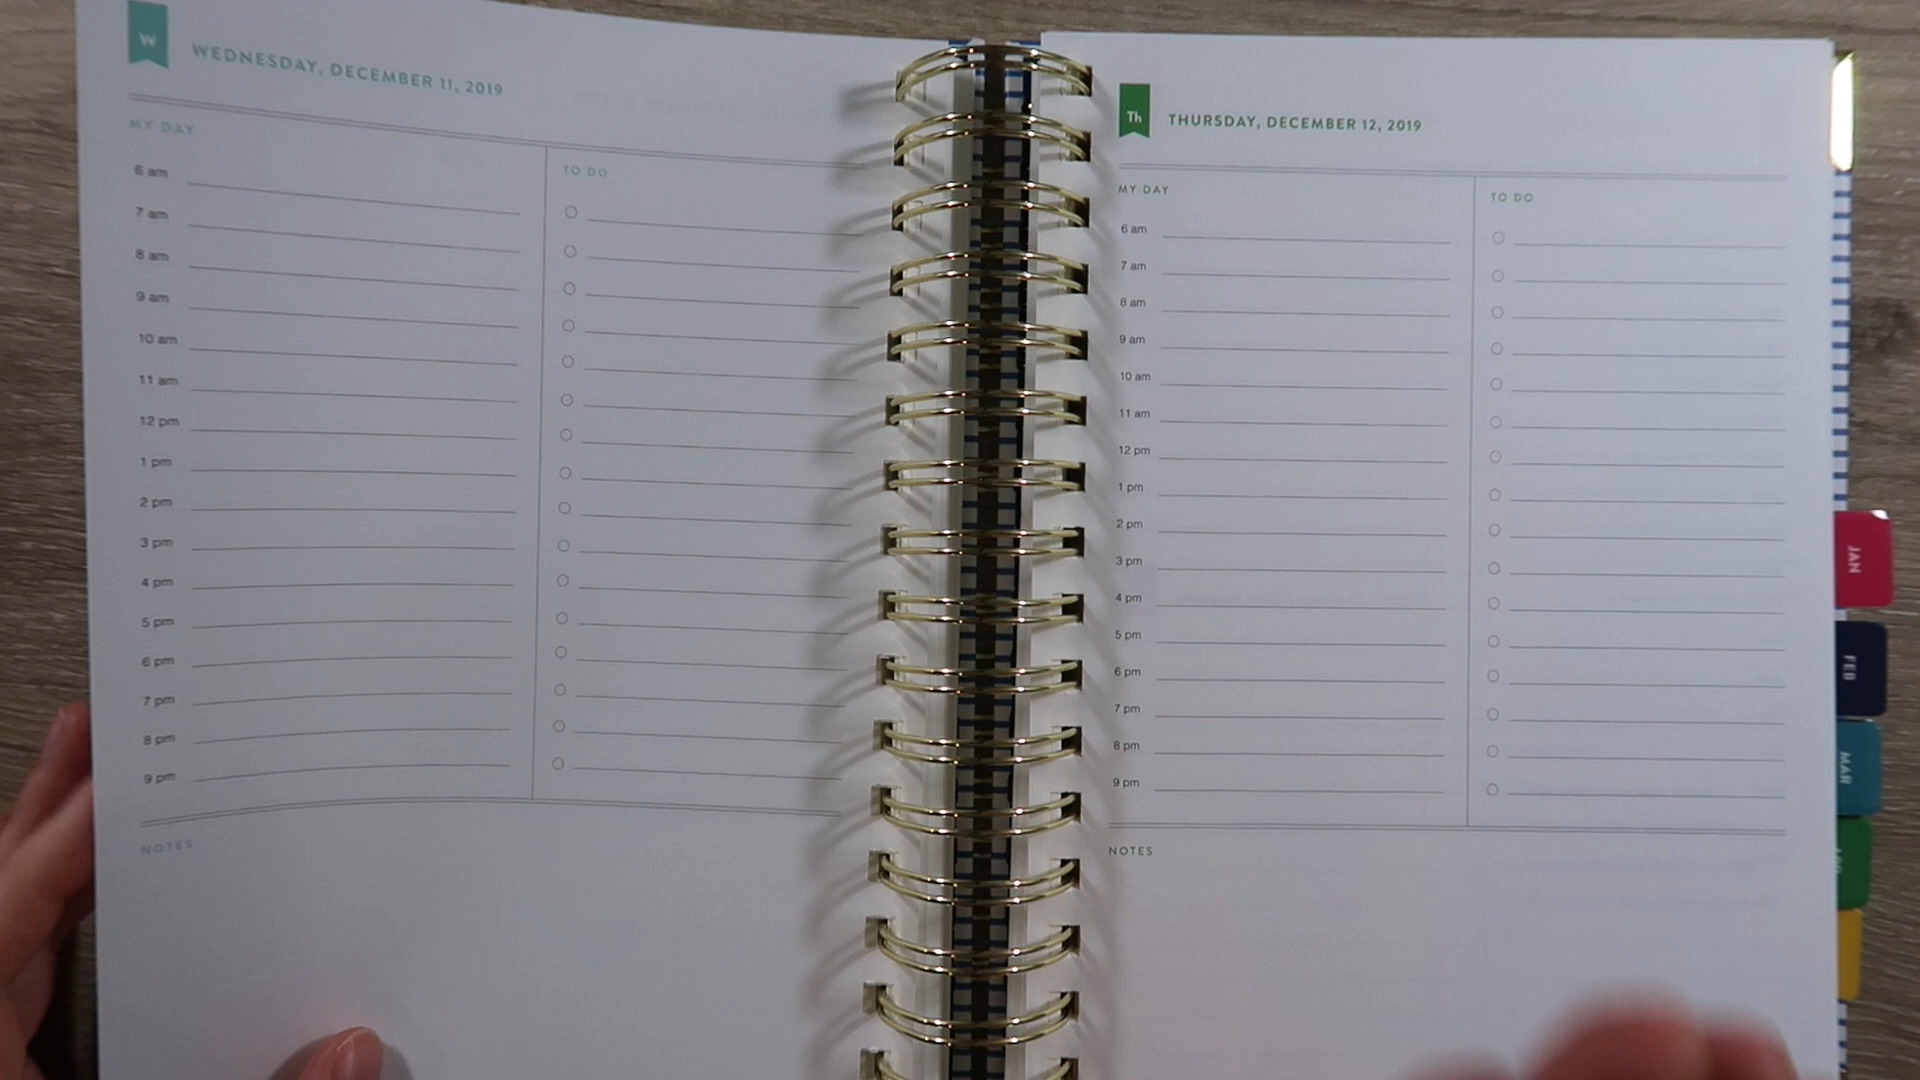 W
WEDNESDAY, DECEMBER 11, 2019
MY DAY
TO DO
6 am
7 am
8 am
9 am
10 am
11 am
12 pm
1 pm
2 pm
3 pm
4 pm
5 pm
6 pm
7 pm
8 pm
9 pm
NOTES
Th
THURSDAY, DECEMBER 12, 2019
MY DAY
TO DO
6 am
7 am
8 am
9 am
10 am
11 am
12 pm
1 pm
2 pm
3 pm
4 pm
5 pm
6 pm
7 pm
8 pm
9 pm
NOTES
JAN
FEB
MAR